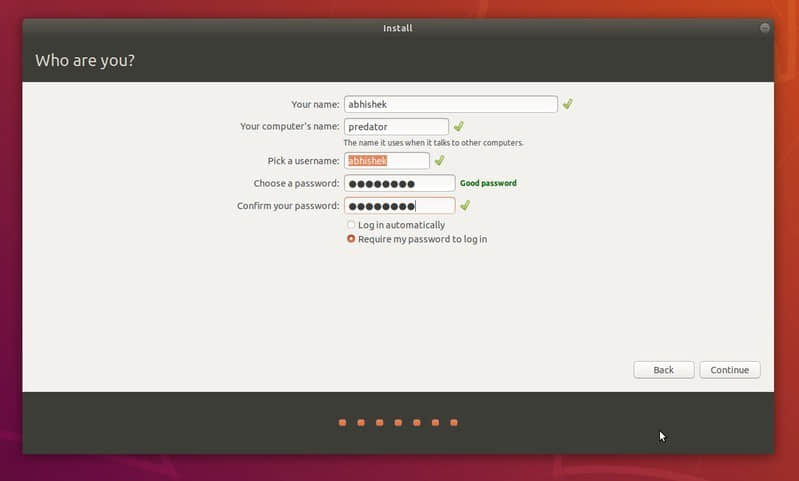 Install
Who are you?
Your name: abhishek
Your computer's name: predator
The name it uses when it talks to other computers.
Pick a username: abhishek
Choose a password: ●●●●●●●● Good password
Confirm your password: ●●●●●●●●
Log in automatically
Require my password to log in
Back Continue